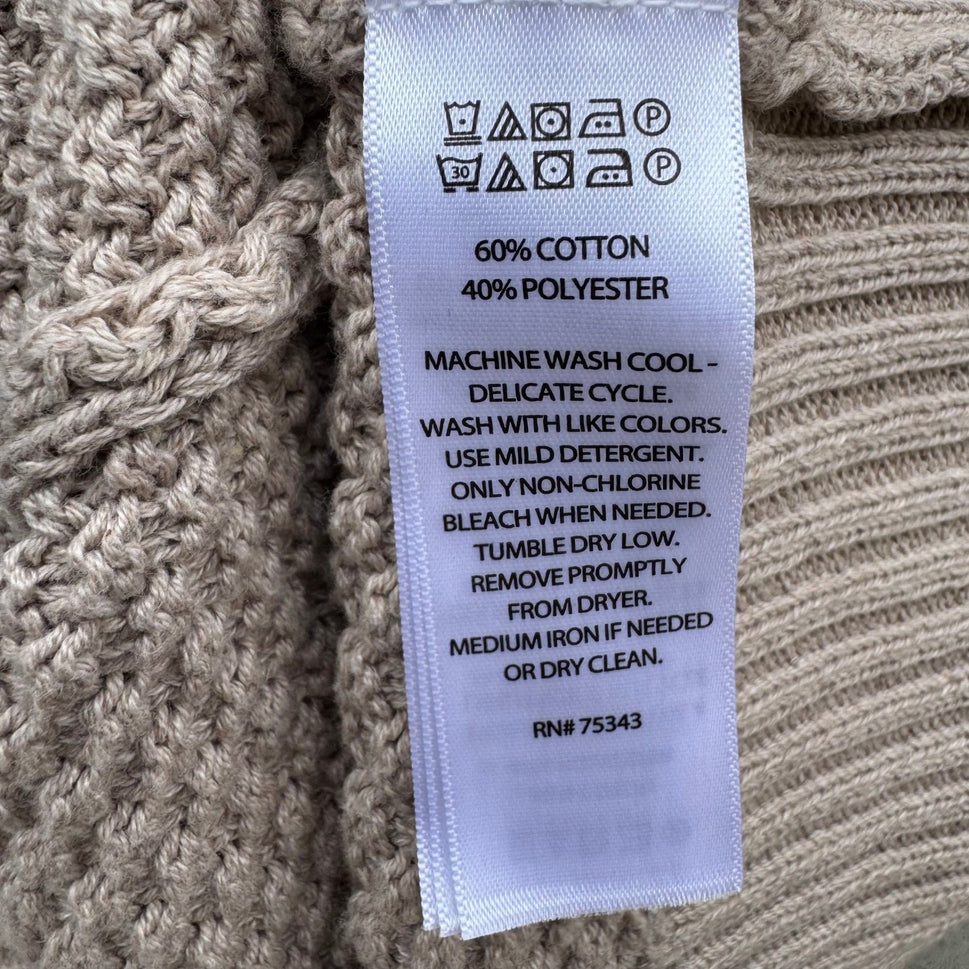 P
30 P
60% COTTON
40% POLYESTER
MACHINE WASH COOL -
DELICATE CYCLE.
WASH WITH LIKE COLORS.
USE MILD DETERGENT.
ONLY NON-CHLORINE
BLEACH WHEN NEEDED.
TUMBLE DRY LOW.
REMOVE PROMPTLY
FROM DRYER.
MEDIUM IRON IF NEEDED
OR DRY CLEAN.
RN# 75343